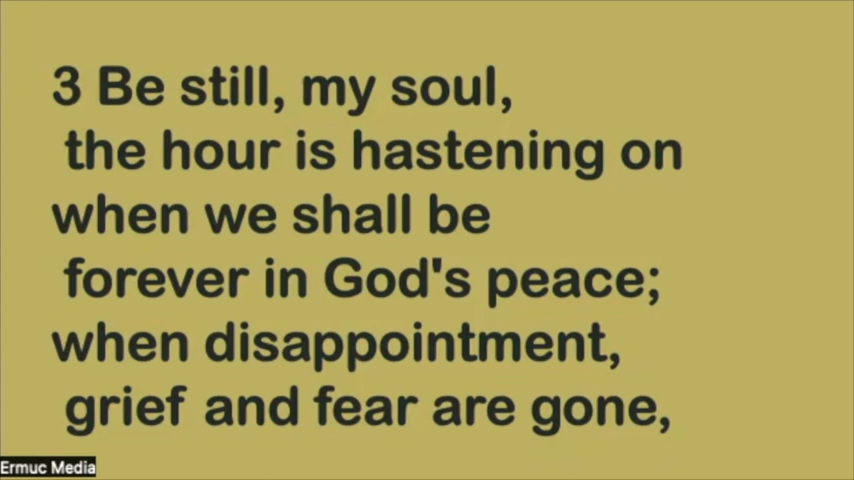 3 Be still, my soul,
the hour is hastening on
when we shall be
forever in God's peace;
when disappointment,
grief and fear are gone,
Ermuc Media